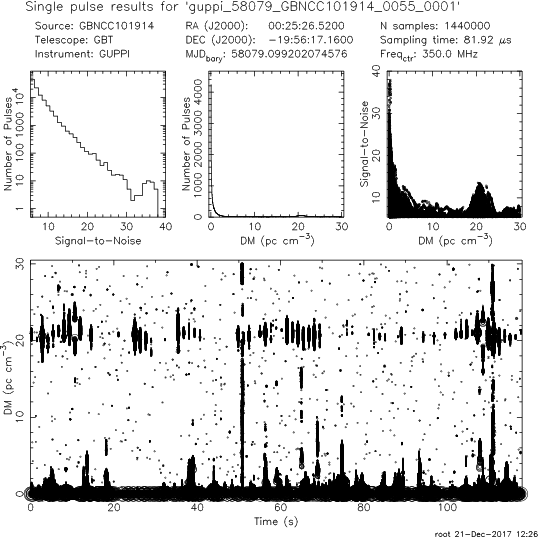 Single pulse results for 'guppi_58079_GBNCC101914_0055_0001'
Source: GBNCC101914 RA (J2000): 00:25:26.5200 N samples: 1440000
Telescope: GBT DEC (J2000): −19:56:17.1600 Sampling time: 81.92 µs
Instrument: GUPPI MJD_bary: 58079.099202074576 Freq_ctr: 350.0 MHz
Number of Pulses
1 10 100 1000 10^4
10 20 30 40
Signal−to−Noise
Number of Pulses
0 1000 2000 3000 4000
0 10 20 30
DM (pc cm^−3)
Signal−to−Noise
10 20 30 40
0 10 20 30
DM (pc cm^−3)
DM (pc cm^−3)
0 10 20 30
0 20 40 60 80 100
Time (s)
root 21−Dec−2017 12:26